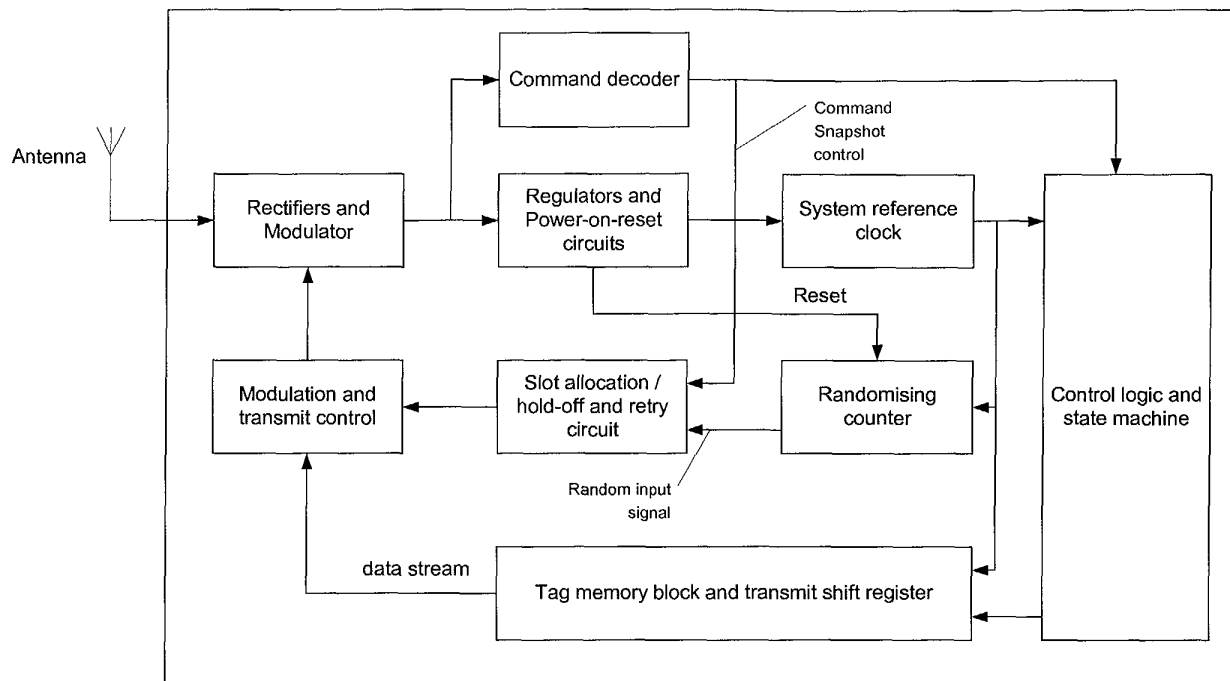 Command decoder
Command
Snapshot
control
Antenna
Rectifiers and
Modulator
Regulators and
Power-on-reset
circuits
System reference
clock
Reset
Modulation and
transmit control
Slot allocation /
hold-off and retry
circuit
Randomising
counter
Control logic and
state machine
Random input
signal
data stream
Tag memory block and transmit shift register